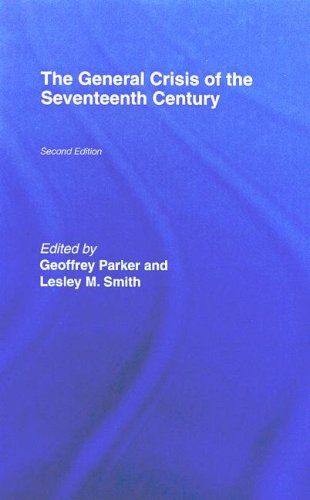 The General Crisis of the
Seventeenth Century
Second Edition
Edited by
Geoffrey Parker and
Lesley M. Smith